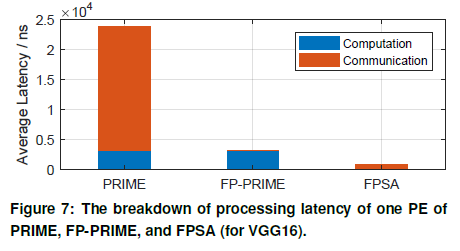 ×10⁴
2.5
2
1.5
1
0.5
0
Average Latency / ns
Computation
Communication
PRIME FP-PRIME FPSA
Figure 7: The breakdown of processing latency of one PE of
PRIME, FP-PRIME, and FPSA (for VGG16).